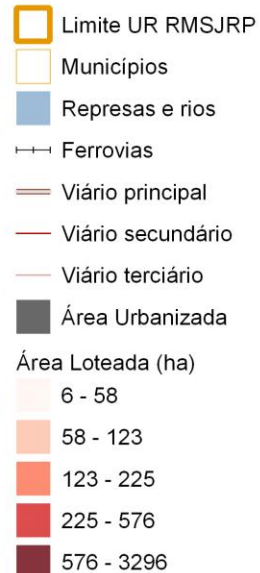 Limite UR RMSJRP
Municípios
Represas e rios
Ferrovias
Viário principal
Viário secundário
Viário terciário
Área Urbanizada
Área Loteada (ha)
6 - 58
58 - 123
123 - 225
225 - 576
576 - 3296